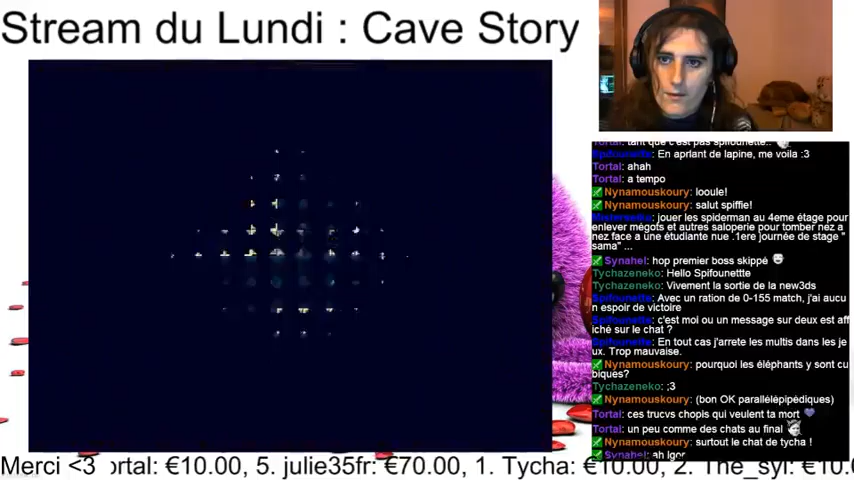 Stream du Lundi : Cave Story
Tortal: tant que c'est pas spifounette..
Spifounette: En aprlant de lapine, me voila :3
Tortal: ahah
Tortal: a tempo
Nynamouskoury: looule!
Nynamouskoury: salut spiffie!
Misterseiku: jouer les spiderman au 4eme étage pour
enlever mégots et autres saloperie pour tomber nez a
nez face a une étudiante nue .1ere journée de stage "
sama" ...
Synahel: hop premier boss skippé
Tychazeneko: Hello Spifounettte
Tychazeneko: Vivement la sortie de la new3ds
Spifounette: Avec un ration de 0-155 match, j'ai aucu
n espoir de victoire
Spifounette: c'est moi ou un message sur deux est aff
iché sur le chat ?
Spifounette: En tout cas j'arrete les multis dans les je
ux. Trop mauvaise.
Nynamouskoury: pourquoi les éléphants y sont cu
biques?
Tychazeneko: ;3
Nynamouskoury: (bon OK parallélépipédiques)
Tortal: ces trucvs chopis qui veulent ta mort
Tortal: un peu comme des chats au final
Nynamouskoury: surtout le chat de tycha !
Synahel: ah Igor
Merci <3 ortal: €10.00, 5. julie35fr: €70.00, 1. Tycha: €10.00, 2. The_syl: €10.0